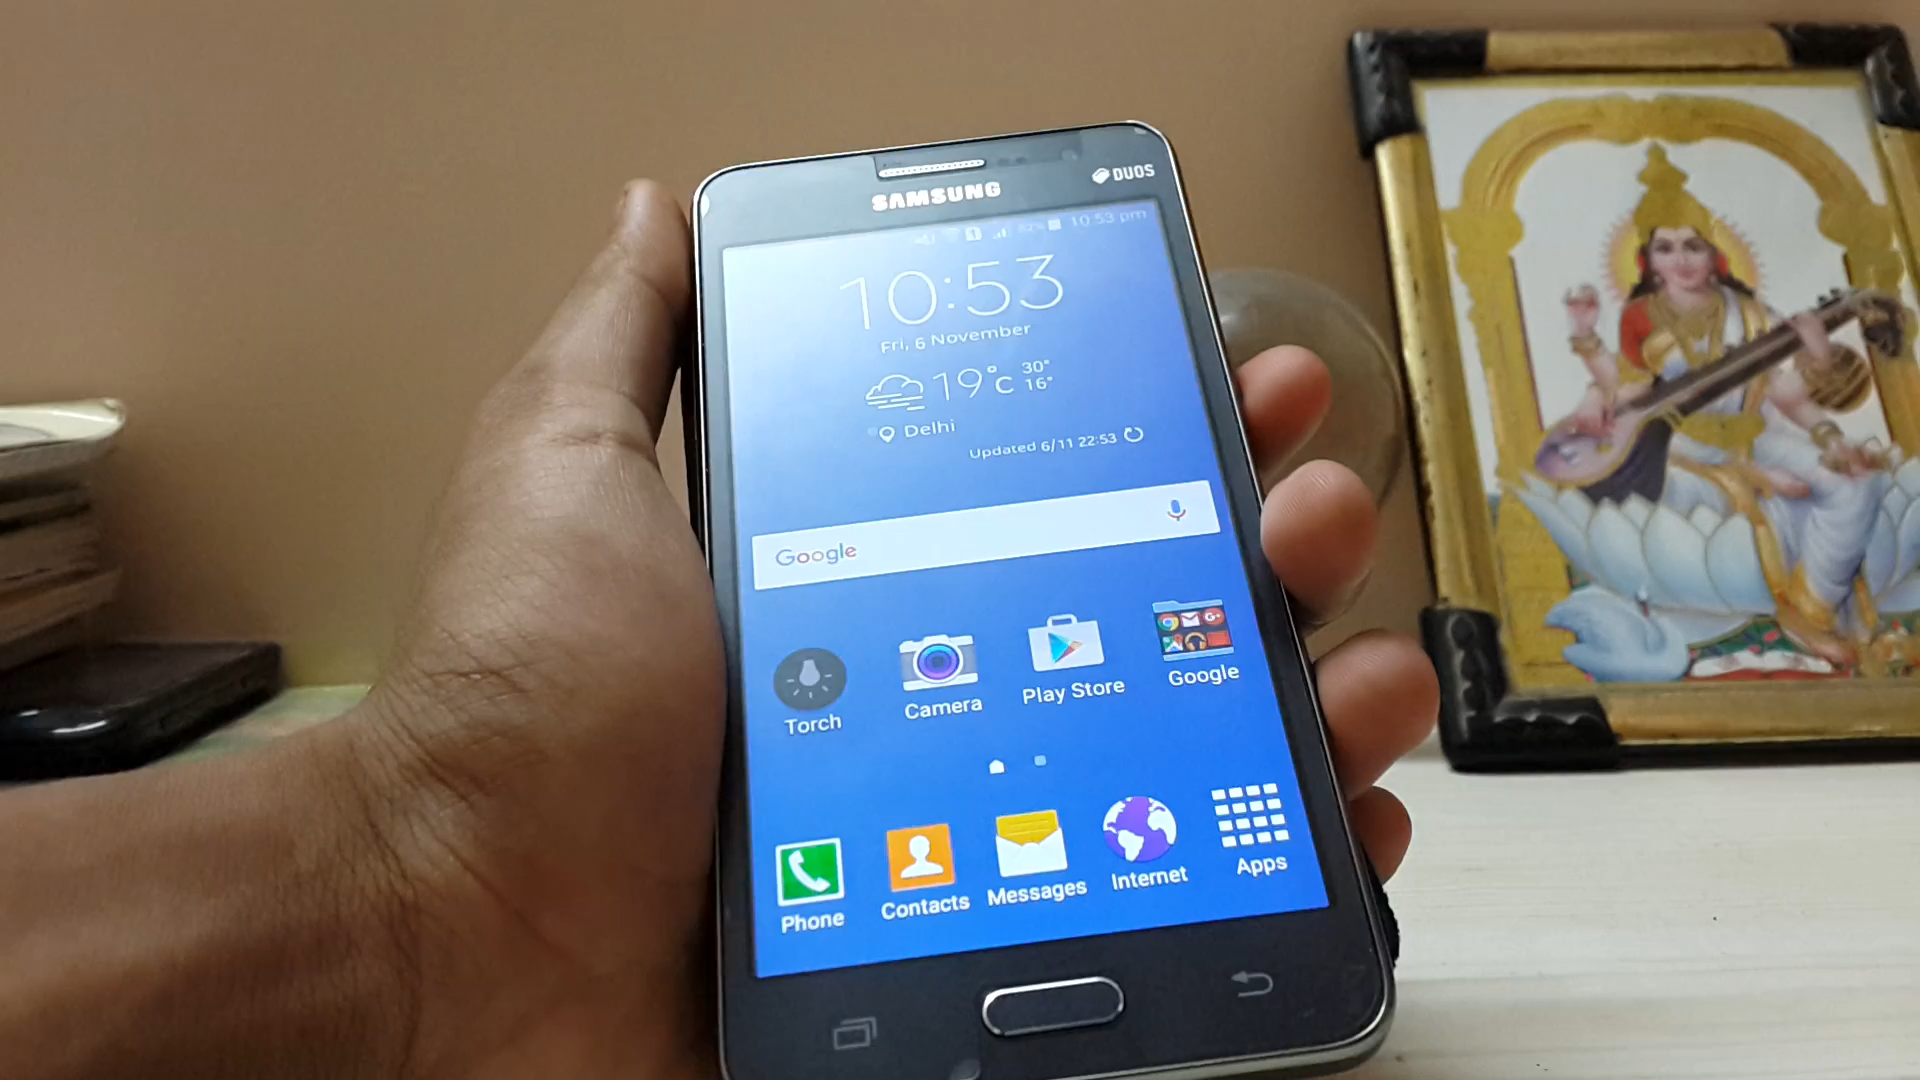 SAMSUNG
DUOS
82% 10:53 pm
10:53
Fri, 6 November
19°c 30°
16°
Delhi
Updated 6/11 22:53
Google
Torch
Camera
Play Store
Google
Phone
Contacts
Messages
Internet
Apps